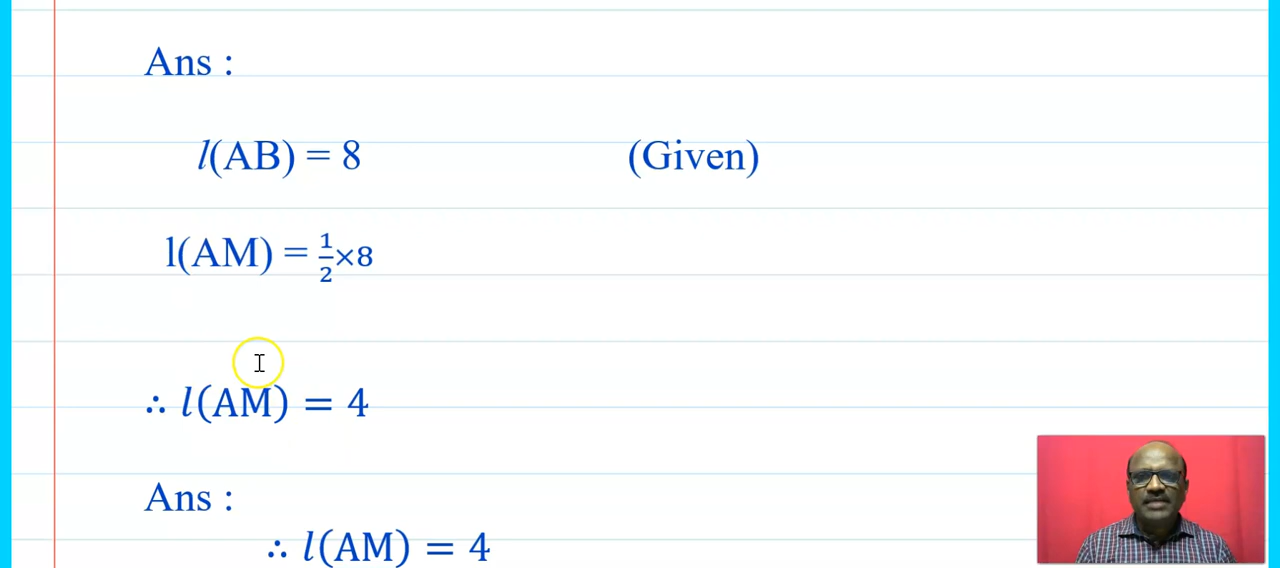 Ans :
l(AB) = 8 (Given)
l(AM) = 1/2 ×8
∴ l(AM) = 4
Ans :
∴ l(AM) = 4